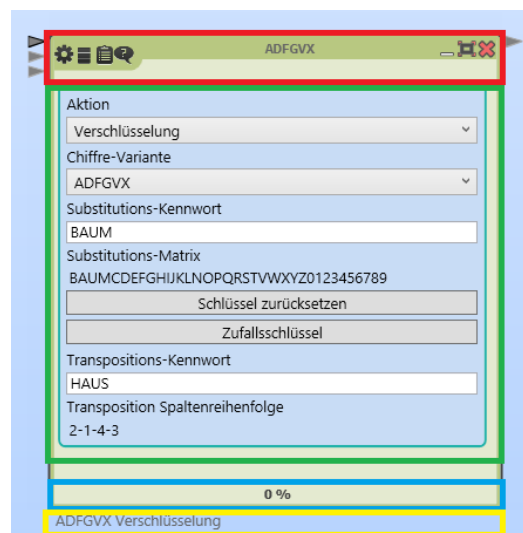 ADFGVX
Aktion
Verschlüsselung
Chiffre-Variante
ADFGVX
Substitutions-Kennwort
BAUM
Substitutions-Matrix
BAUMCDEFGHIJKLNOPQRSTVWXYZ0123456789
Schlüssel zurücksetzen
Zufallsschlüssel
Transpositions-Kennwort
HAUS
Transposition Spaltenreihenfolge
2-1-4-3
0 %
ADFGVX Verschlüsselung